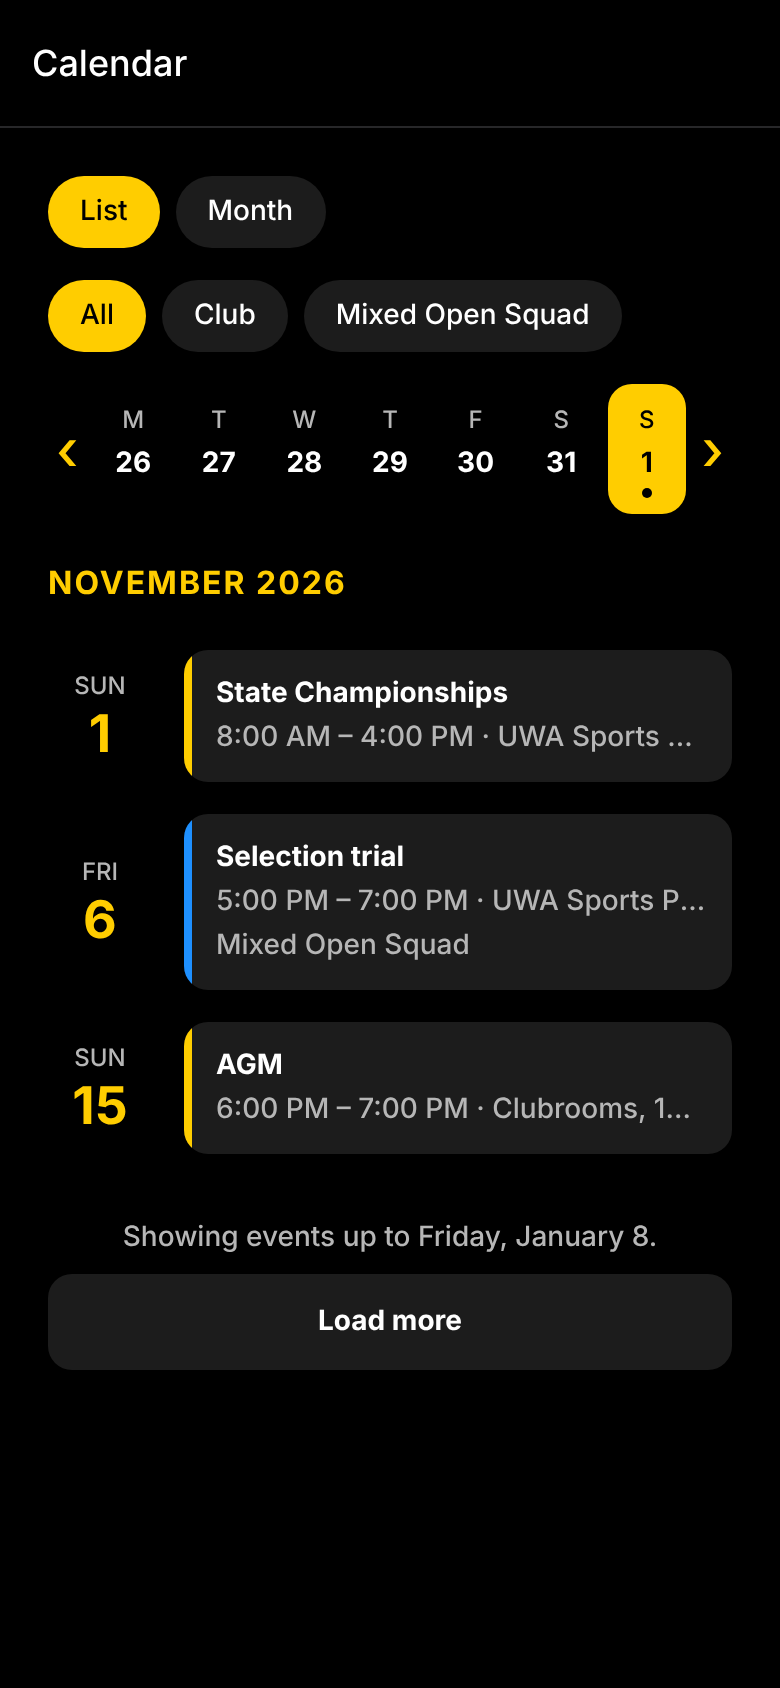 Calendar
List Month
All Club Mixed Open Squad
M T W T F S S
‹ 26 27 28 29 30 31 1 ›
NOVEMBER 2026
SUN
1
State Championships
8:00 AM – 4:00 PM · UWA Sports ...
FRI
6
Selection trial
5:00 PM – 7:00 PM · UWA Sports P...
Mixed Open Squad
SUN
15
AGM
6:00 PM – 7:00 PM · Clubrooms, 1...
Showing events up to Friday, January 8.
Load more